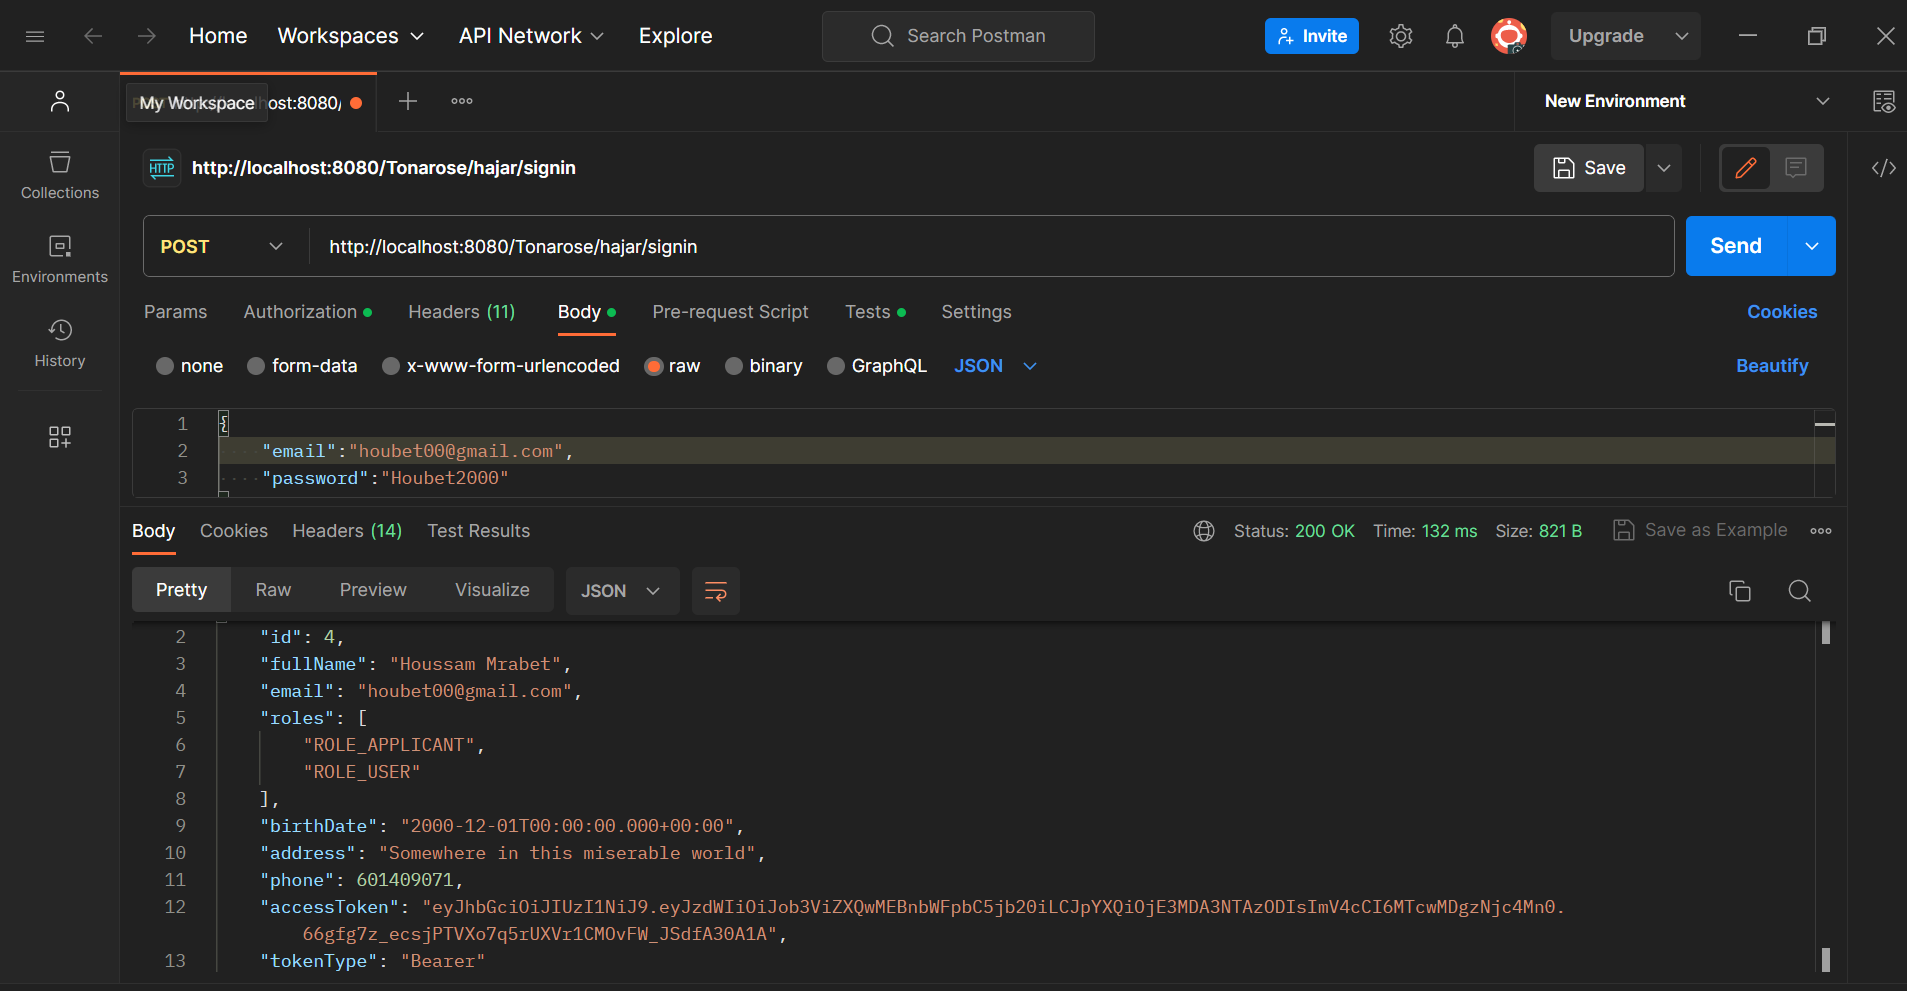 Home Workspaces API Network Explore Search Postman Invite Upgrade
My Workspace ost:8080/ New Environment
HTTP http://localhost:8080/Tonarose/hajar/signin Save
Collections
POST http://localhost:8080/Tonarose/hajar/signin Send
Environments
Params Authorization Headers (11) Body Pre-request Script Tests Settings Cookies
History
none form-data x-www-form-urlencoded raw binary GraphQL JSON Beautify
1 {
2 "email":"houbet00@gmail.com",
3 "password":"Houbet2000"
Body Cookies Headers (14) Test Results Status: 200 OK Time: 132 ms Size: 821 B Save as Example
Pretty Raw Preview Visualize JSON
2 "id": 4,
3 "fullName": "Houssam Mrabet",
4 "email": "houbet00@gmail.com",
5 "roles": [
6 "ROLE_APPLICANT",
7 "ROLE_USER"
8 ],
9 "birthDate": "2000-12-01T00:00:00.000+00:00",
10 "address": "Somewhere in this miserable world",
11 "phone": 601409071,
12 "accessToken": "eyJhbGciOiJIUzI1NiJ9.eyJzdWIiOiJob3ViZXQwMEBnbWFpbC5jb20iLCJpYXQiOjE3MDA3NTAzODIsImV4cCI6MTcwMDgzNjc4Mn0.
66gfg7z_ecsjPTVXo7q5rUXVr1CMOvFW_JSdfA30A1A",
13 "tokenType": "Bearer"